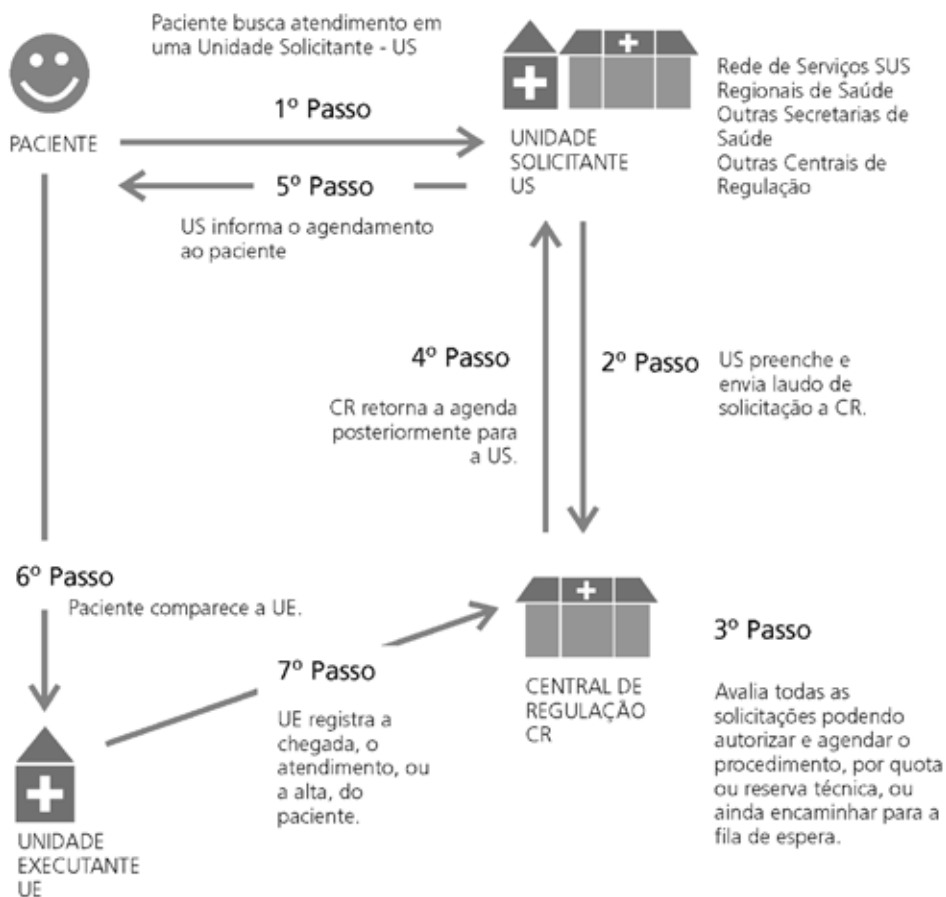 Paciente busca atendimento em
uma Unidade Solicitante - US
PACIENTE
1º Passo
UNIDADE
SOLICITANTE
US
Rede de Serviços SUS
Regionais de Saúde
Outras Secretarias de
Saúde
Outras Centrais de
Regulação
5º Passo
US informa o agendamento
ao paciente
4º Passo
CR retorna a agenda
posteriormente para
a US.
2º Passo
US preenche e
envia laudo de
solicitação a CR.
6º Passo
Paciente comparece a UE.
7º Passo
UE registra a
chegada, o
atendimento, ou
a alta, do
paciente.
CENTRAL DE
REGULAÇÃO
CR
3º Passo
Avalia todas as
solicitações podendo
autorizar e agendar o
procedimento, por quota
ou reserva técnica, ou
ainda encaminhar para a
fila de espera.
UNIDADE
EXECUTANTE
UE